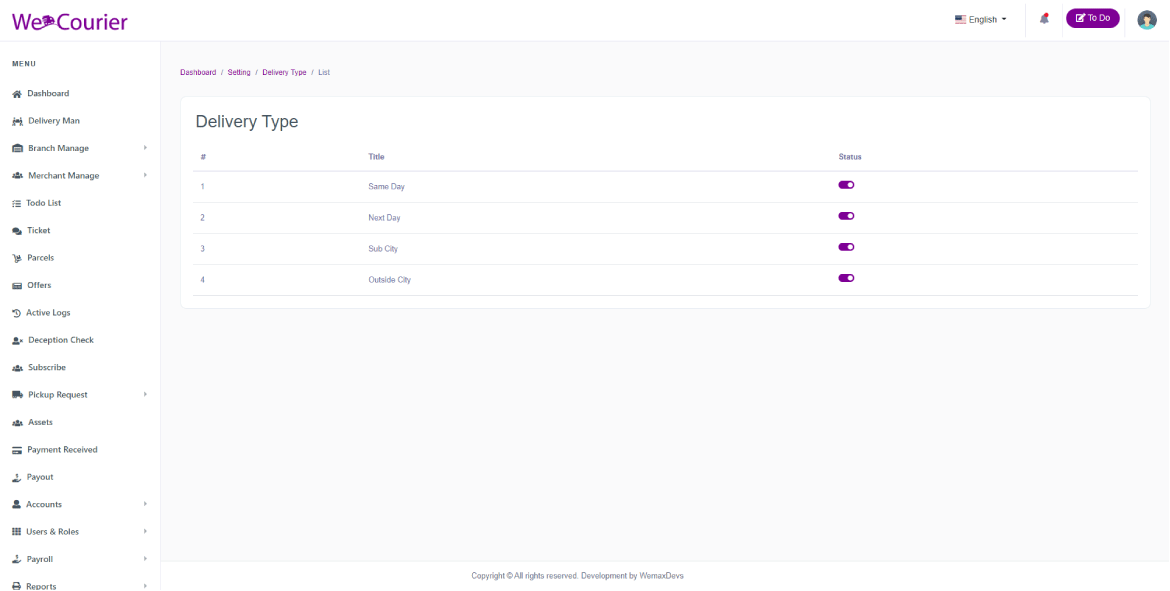 We Courier
English
To Do
MENU
Dashboard
Delivery Man
Branch Manage
Merchant Manage
Todo List
Ticket
Parcels
Offers
Active Logs
Deception Check
Subscribe
Pickup Request
Assets
Payment Received
Payout
Accounts
Users & Roles
Payroll
Reports
Dashboard / Setting / Delivery Type / List
Delivery Type
# Title Status
1 Same Day
2 Next Day
3 Sub City
4 Outside City
Copyright © All rights reserved. Development by WemaxDevs